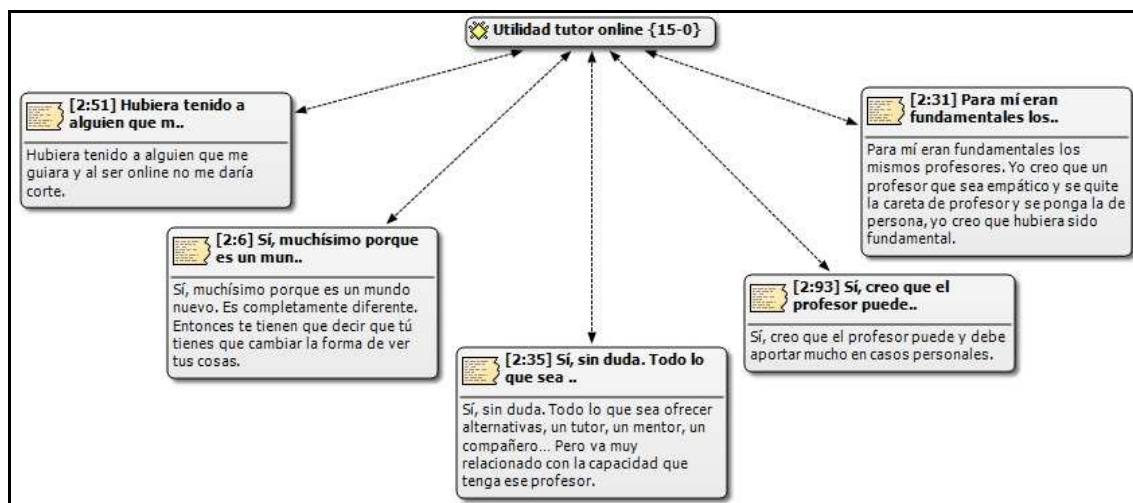 Utilidad tutor online {15-0}
[2:51] Hubiera tenido a
alguien que m..
Hubiera tenido a alguien que me
guiara y al ser online no me daría
corte.
[2:6] Sí, muchísimo porque
es un mun..
Sí, muchísimo porque es un mundo
nuevo. Es completamente diferente.
Entonces te tienen que decir que tú
tienes que cambiar la forma de ver
tus cosas.
[2:35] Sí, sin duda. Todo lo
que sea ..
Sí, sin duda. Todo lo que sea ofrecer
alternativas, un tutor, un mentor, un
compañero... Pero va muy
relacionado con la capacidad que
tenga ese profesor.
[2:93] Sí, creo que el
profesor puede..
Sí, creo que el profesor puede y debe
aportar mucho en casos personales.
[2:31] Para mí eran
fundamentales los..
Para mí eran fundamentales los
mismos profesores. Yo creo que un
profesor que sea empático y se quite
la careta de profesor y se ponga la de
persona, yo creo que hubiera sido
fundamental.